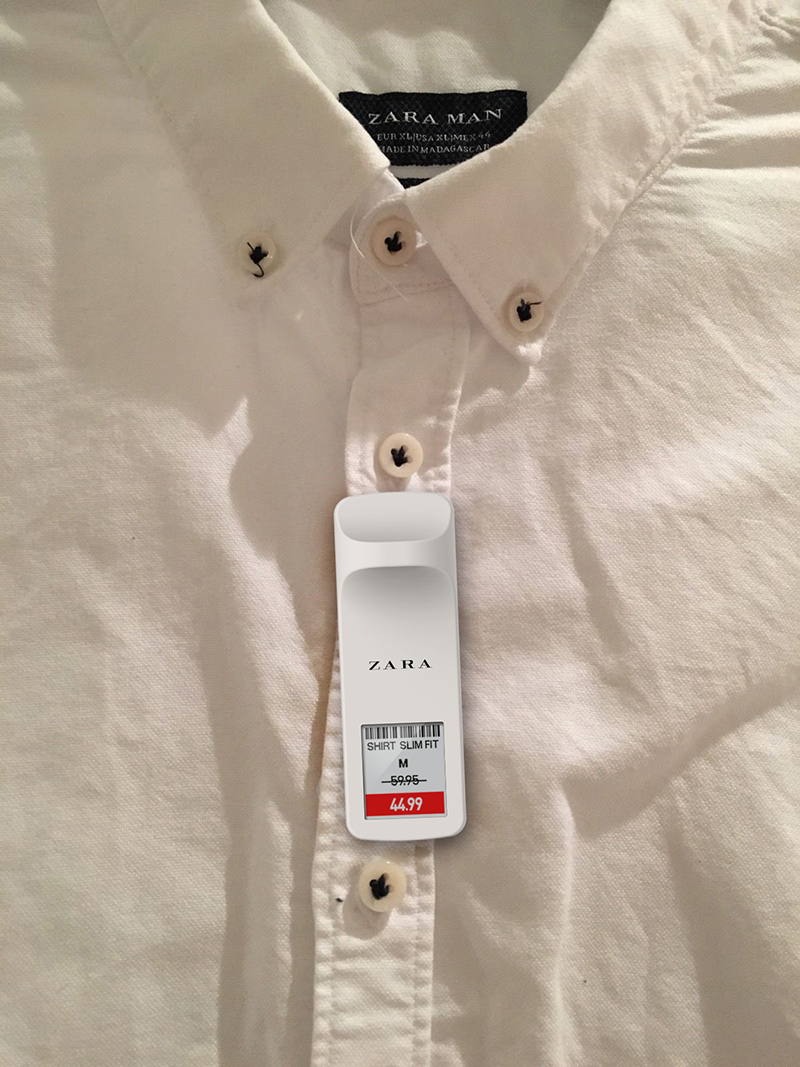 ZARA MAN
EUR XL|USA XL|MEX 44
MADE IN MADAGASCAR
ZARA
SHIRT SLIM FIT
M
59.95
44.99